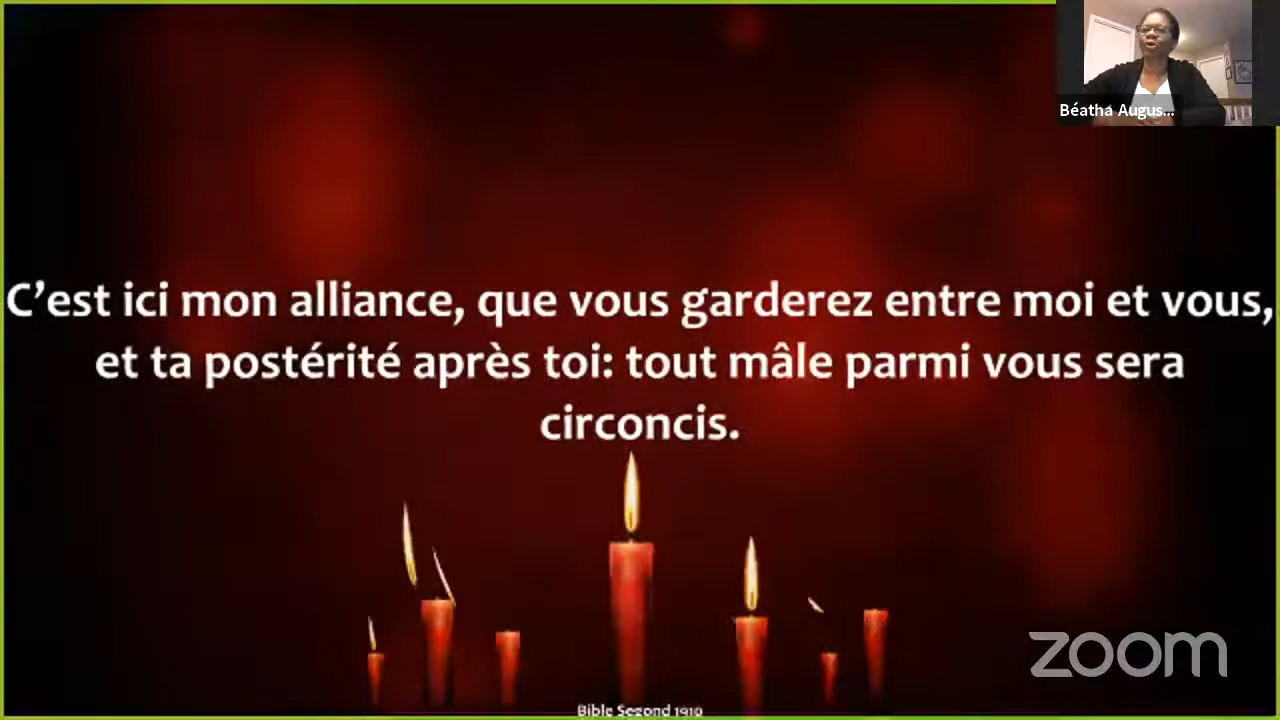 Béatha Augus...
C’est ici mon alliance, que vous garderez entre moi et vous,
et ta postérité après toi: tout mâle parmi vous sera
circoncis.
zoom
Bible Segond 1910